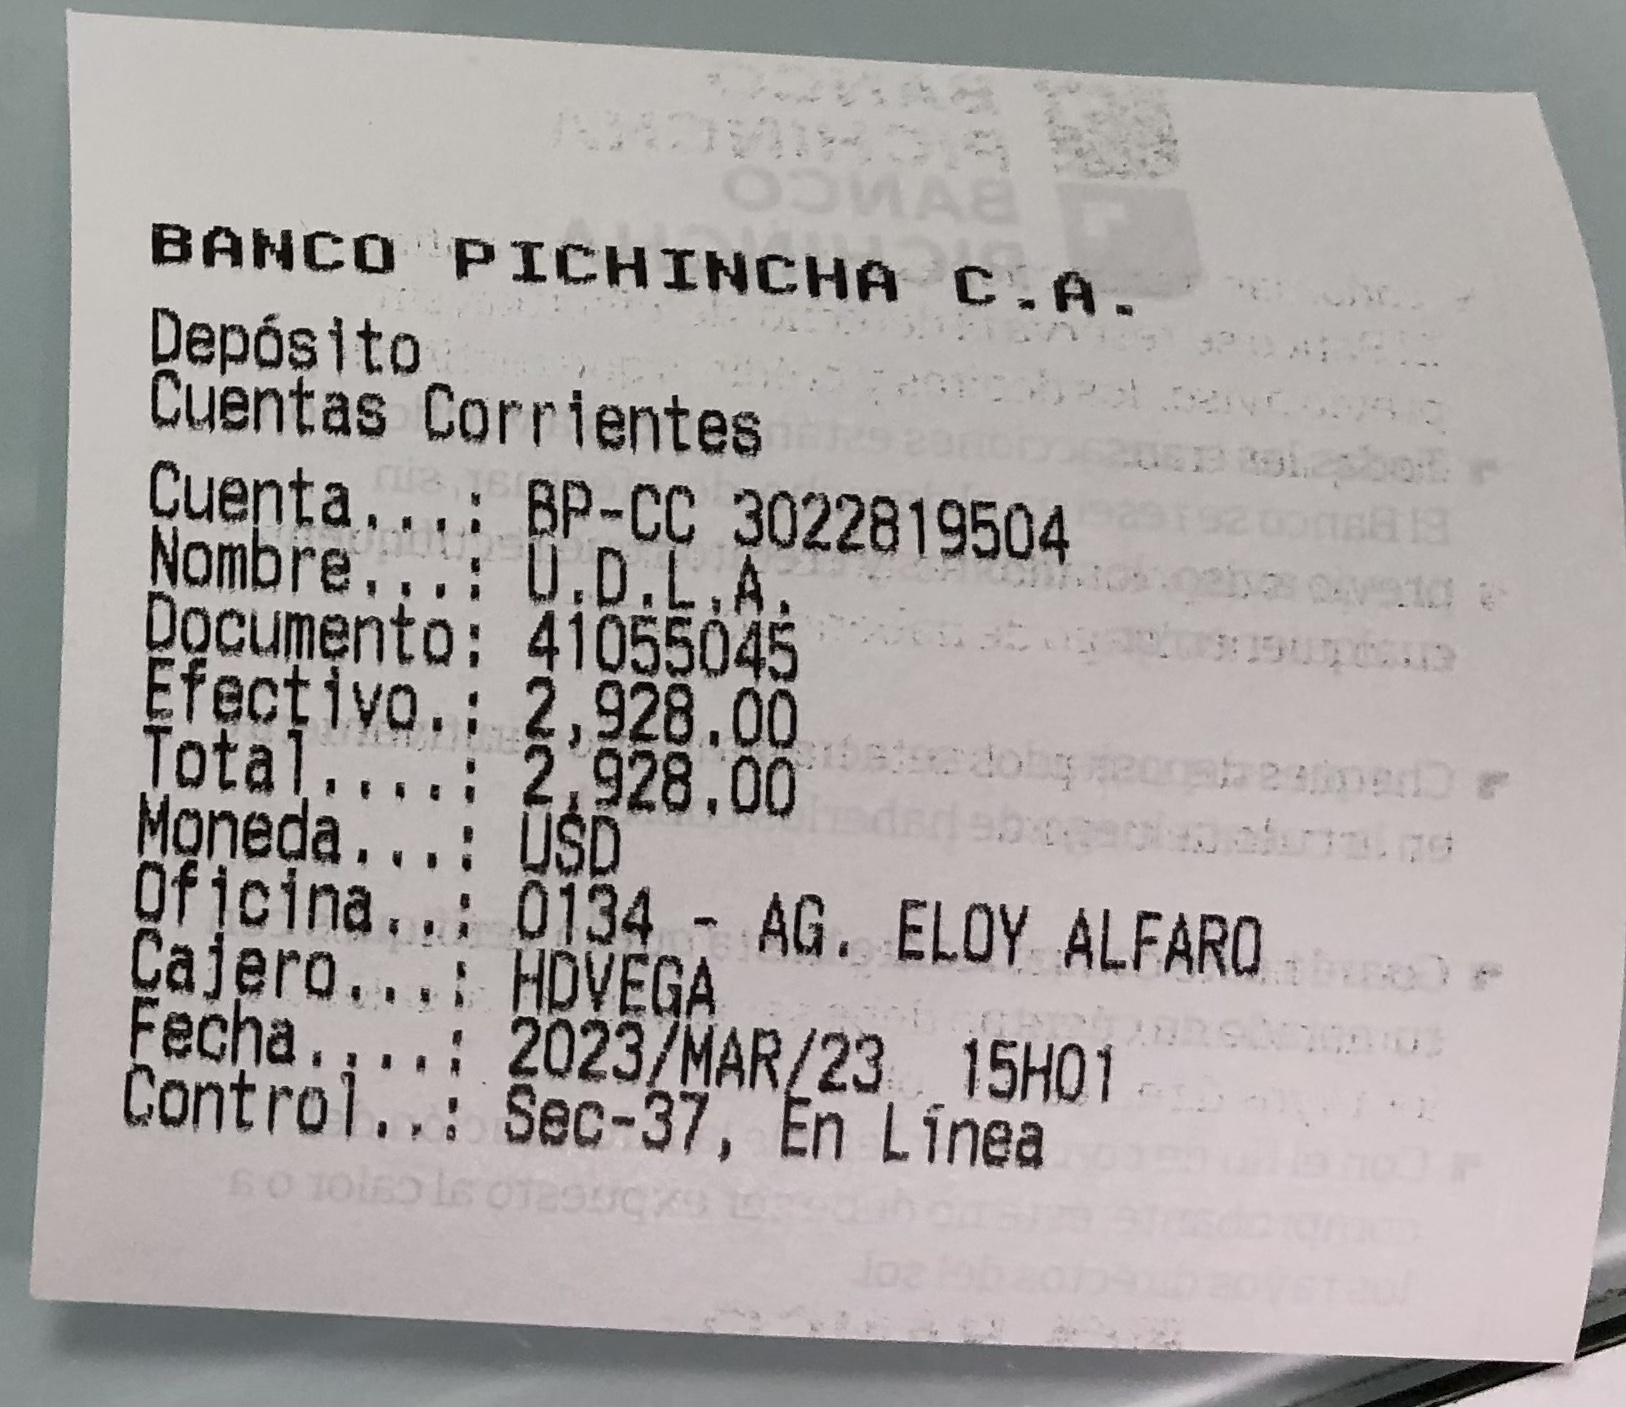 BANCO PICHINCHA C.A.
Depósito
Cuentas Corrientes
Cuenta...: BP-CC 3022819504
Nombre...: U.D.L.A.
Documento: 41055045
Efectivo.: 2,928.00
Total....: 2,928.00
Moneda...: USD
Oficina..: 0134 - AG. ELOY ALFARO
Cajero...: HDVEGA
Fecha....: 2023/MAR/23  15H01
Control..: Sec-37, En Línea